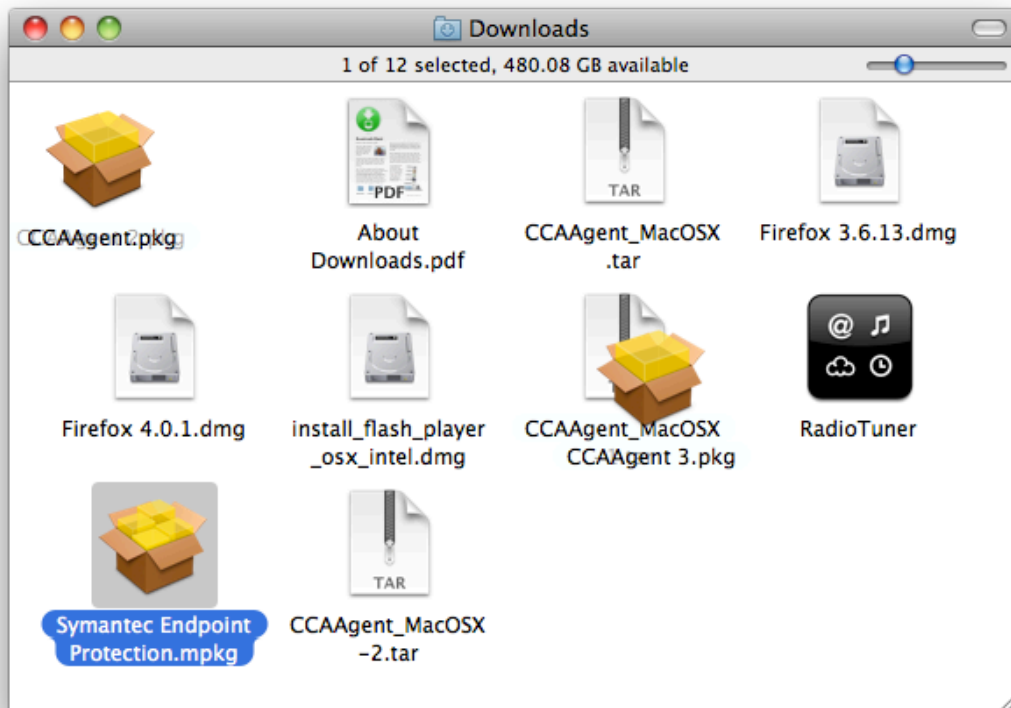 Downloads
1 of 12 selected, 480.08 GB available
PDF
TAR
CCAAgent.pkg
About
Downloads.pdf
CCAAgent_MacOSX
.tar
Firefox 3.6.13.dmg
@
Firefox 4.0.1.dmg
install_flash_player
_osx_intel.dmg
CCAAgent_MacOSX
CCAAgent 3.pkg
RadioTuner
TAR
Symantec Endpoint
Protection.mpkg
CCAAgent_MacOSX
-2.tar